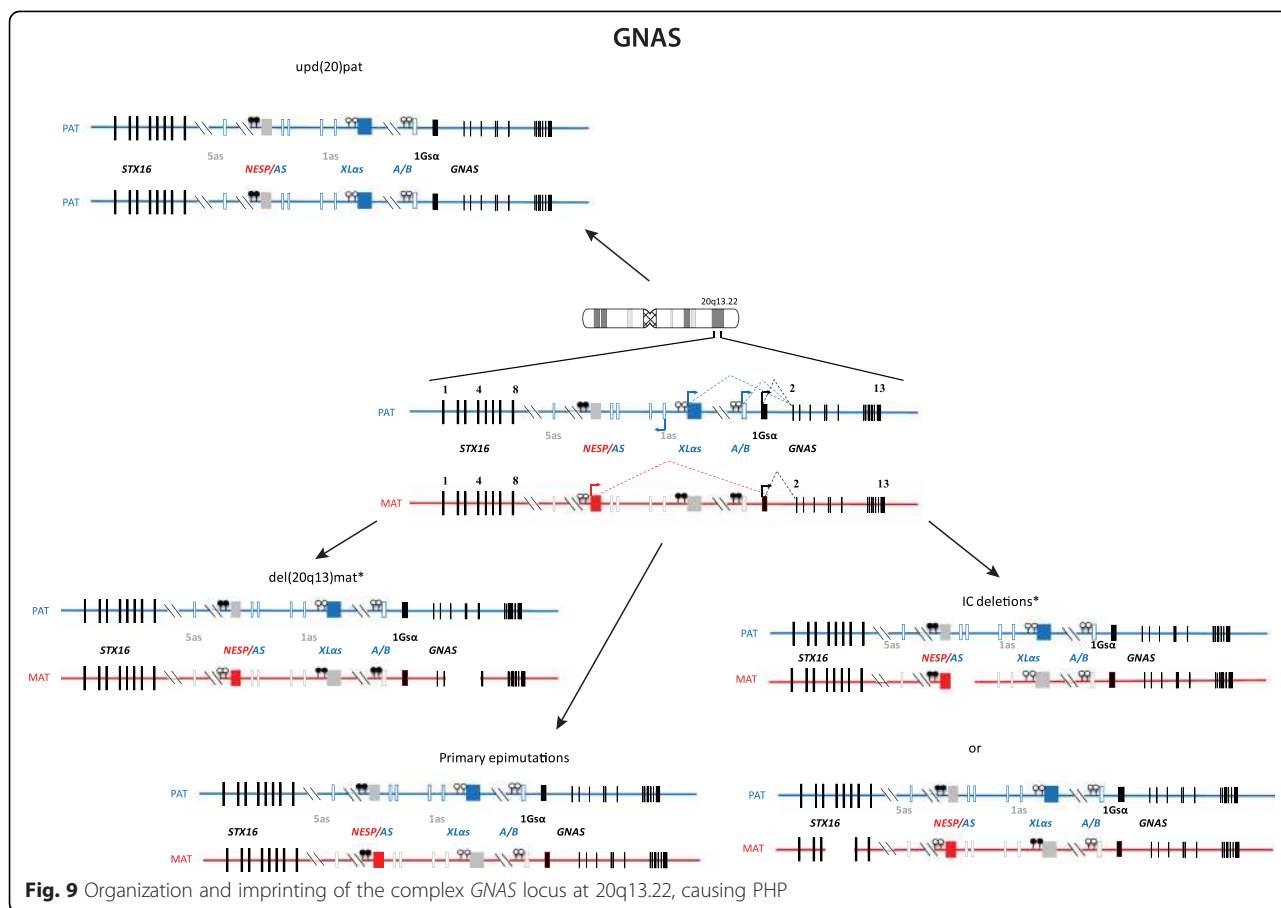 GNAS
upd(20)pat
PAT
5as 1as 1Gsα
STX16 NESP/AS XLαs A/B GNAS
PAT
20q13.22
1 4 8 2 13
PAT
5as 1as 1Gsα
STX16 NESP/AS XLαs A/B GNAS
1 4 8 2 13
MAT
del(20q13)mat*
PAT
5as 1as 1Gsα
STX16 NESP/AS XLαs A/B GNAS
MAT
IC deletions*
PAT
5as 1as 1Gsα
STX16 NESP/AS XLαs A/B GNAS
MAT
or
PAT
5as 1as 1Gsα
STX16 NESP/AS XLαs A/B GNAS
MAT
Primary epimutations
PAT
5as 1as 1Gsα
STX16 NESP/AS XLαs A/B GNAS
MAT
Fig. 9 Organization and imprinting of the complex GNAS locus at 20q13.22, causing PHP